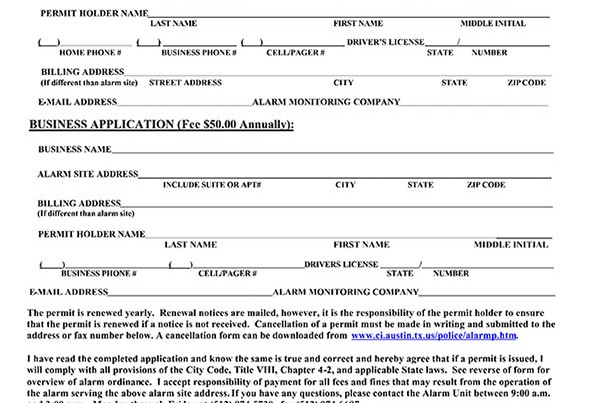 PERMIT HOLDER NAME
LAST NAME FIRST NAME MIDDLE INITIAL
( ) ( ) ( ) DRIVER'S LICENSE /
HOME PHONE # BUSINESS PHONE # CELL/PAGER # STATE NUMBER
BILLING ADDRESS
(If different than alarm site) STREET ADDRESS CITY STATE ZIP CODE
E-MAIL ADDRESS ALARM MONITORING COMPANY
BUSINESS APPLICATION (Fee $50.00 Annually):
BUSINESS NAME
ALARM SITE ADDRESS
INCLUDE SUITE OR APT# CITY STATE ZIP CODE
BILLING ADDRESS
(If different than alarm site)
PERMIT HOLDER NAME
LAST NAME FIRST NAME MIDDLE INITIAL
( ) ( ) DRIVERS LICENSE /
BUSINESS PHONE # CELL/PAGER # STATE NUMBER
E-MAIL ADDRESS ALARM MONITORING COMPANY
The permit is renewed yearly. Renewal notices are mailed, however, it is the responsibility of the permit holder to ensure
that the permit is renewed if a notice is not received. Cancellation of a permit must be made in writing and submitted to the
address or fax number below. A cancellation form can be downloaded from www.ci.austin.tx.us/police/alarmp.htm.
I have read the completed application and know the same is true and correct and hereby agree that if a permit is issued, I
will comply with all provisions of the City Code, Title VIII, Chapter 4-2, and applicable State laws. See reverse of form for
overview of alarm ordinance. I accept responsibility of payment for all fees and fines that may result from the operation of
the alarm serving the above alarm site address. If you have any questions, please contact the Alarm Unit between 9:00 a.m.